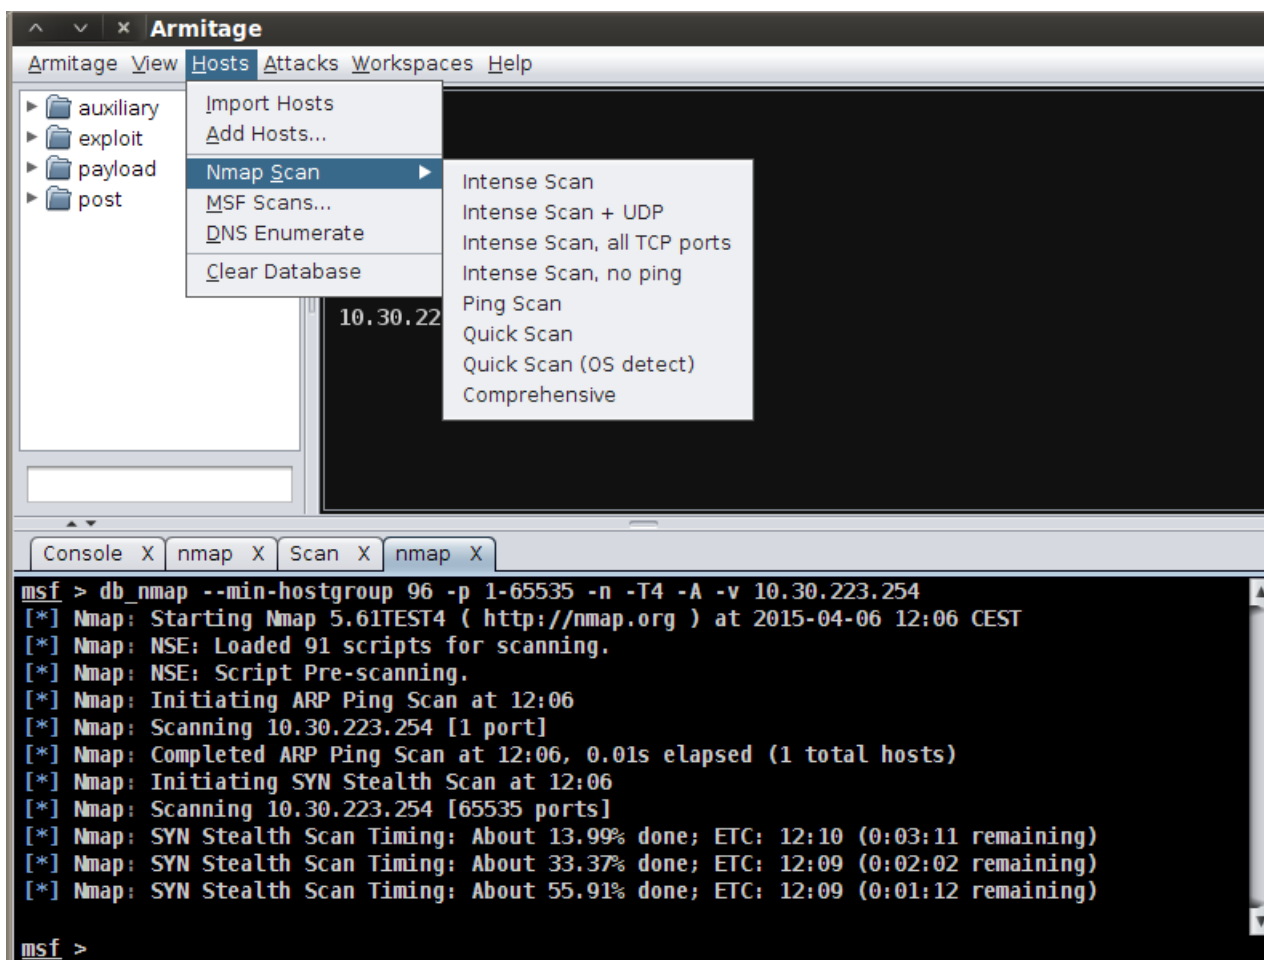 Armitage
Armitage View Hosts Attacks Workspaces Help
auxiliary
exploit
payload
post
Import Hosts
Add Hosts...
Nmap Scan
MSF Scans...
DNS Enumerate
Clear Database
Intense Scan
Intense Scan + UDP
Intense Scan, all TCP ports
Intense Scan, no ping
Ping Scan
Quick Scan
Quick Scan (OS detect)
Comprehensive
10.30.22
Console X nmap X Scan X nmap X
msf > db_nmap --min-hostgroup 96 -p 1-65535 -n -T4 -A -v 10.30.223.254
[*] Nmap: Starting Nmap 5.61TEST4 ( http://nmap.org ) at 2015-04-06 12:06 CEST
[*] Nmap: NSE: Loaded 91 scripts for scanning.
[*] Nmap: NSE: Script Pre-scanning.
[*] Nmap: Initiating ARP Ping Scan at 12:06
[*] Nmap: Scanning 10.30.223.254 [1 port]
[*] Nmap: Completed ARP Ping Scan at 12:06, 0.01s elapsed (1 total hosts)
[*] Nmap: Initiating SYN Stealth Scan at 12:06
[*] Nmap: Scanning 10.30.223.254 [65535 ports]
[*] Nmap: SYN Stealth Scan Timing: About 13.99% done; ETC: 12:10 (0:03:11 remaining)
[*] Nmap: SYN Stealth Scan Timing: About 33.37% done; ETC: 12:09 (0:02:02 remaining)
[*] Nmap: SYN Stealth Scan Timing: About 55.91% done; ETC: 12:09 (0:01:12 remaining)
msf >